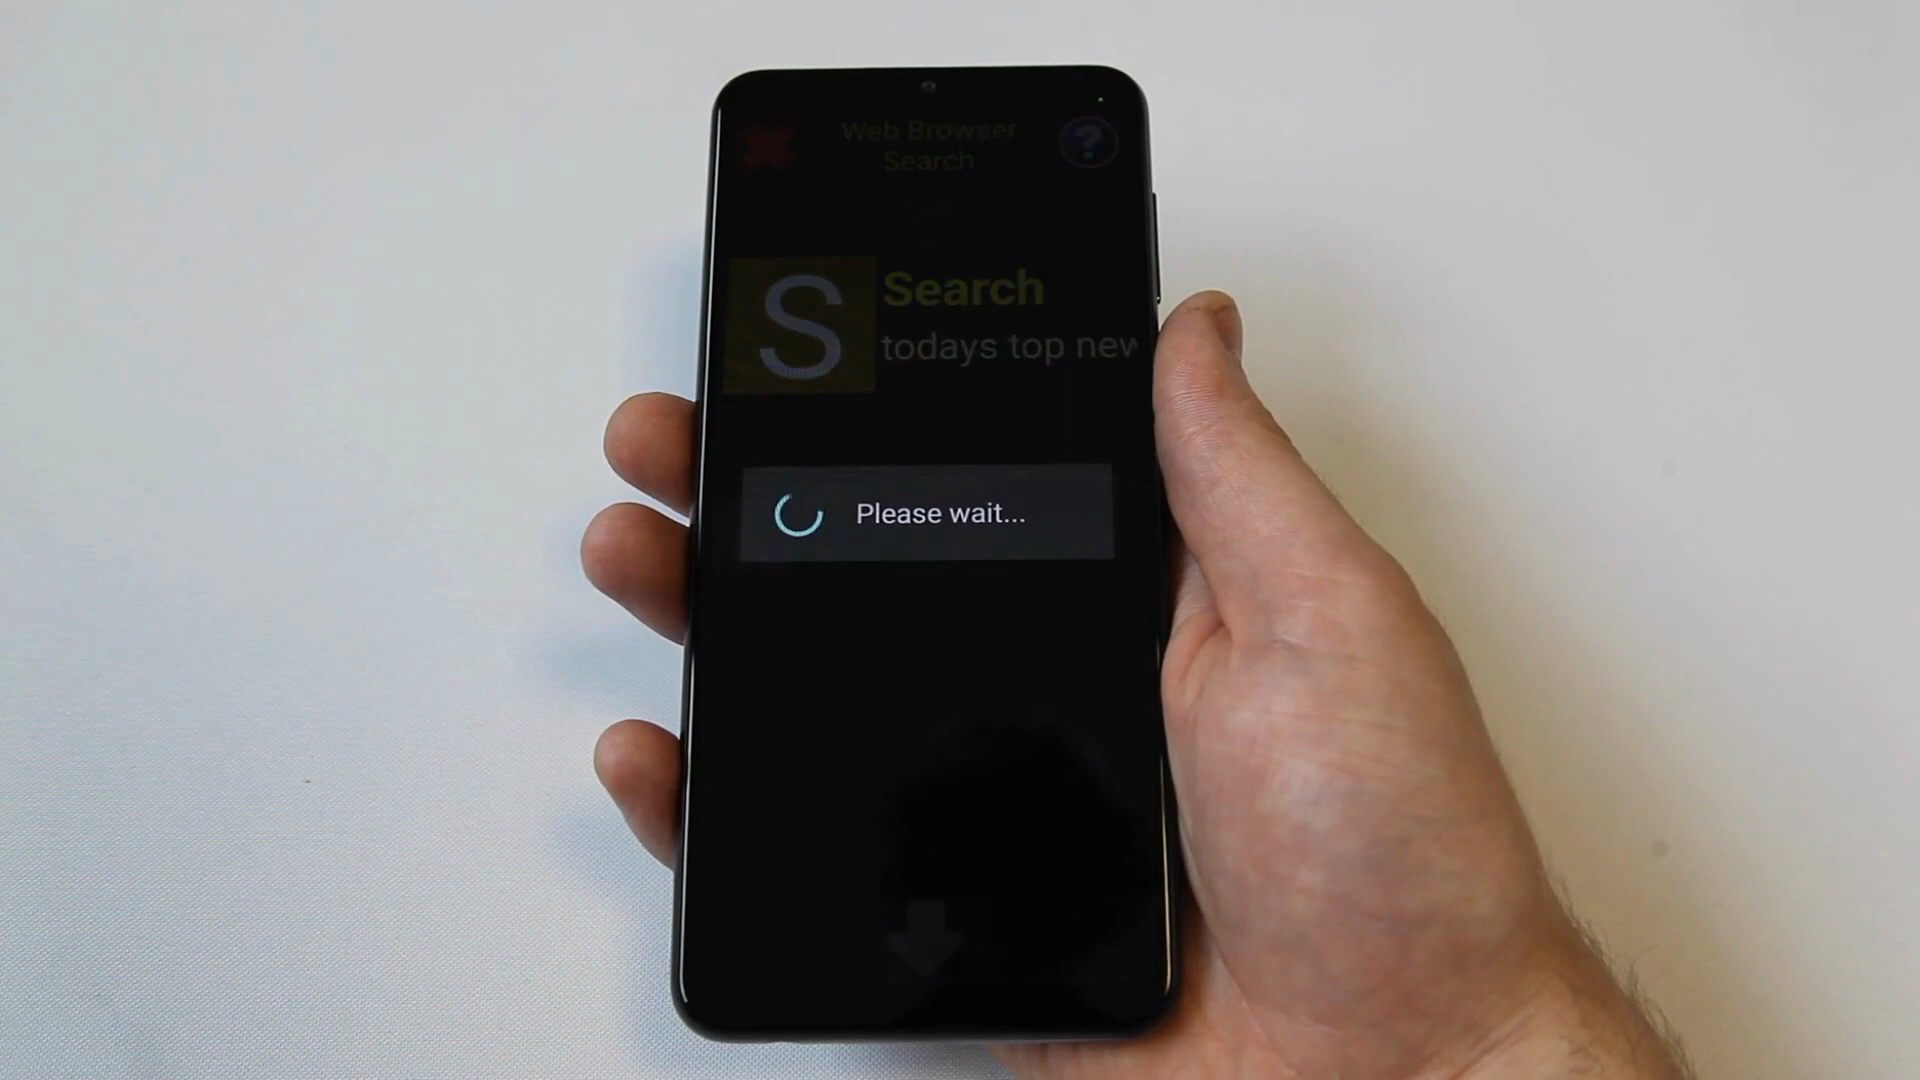 Web Browser
Search
?
S
Search
todays top new
Please wait...